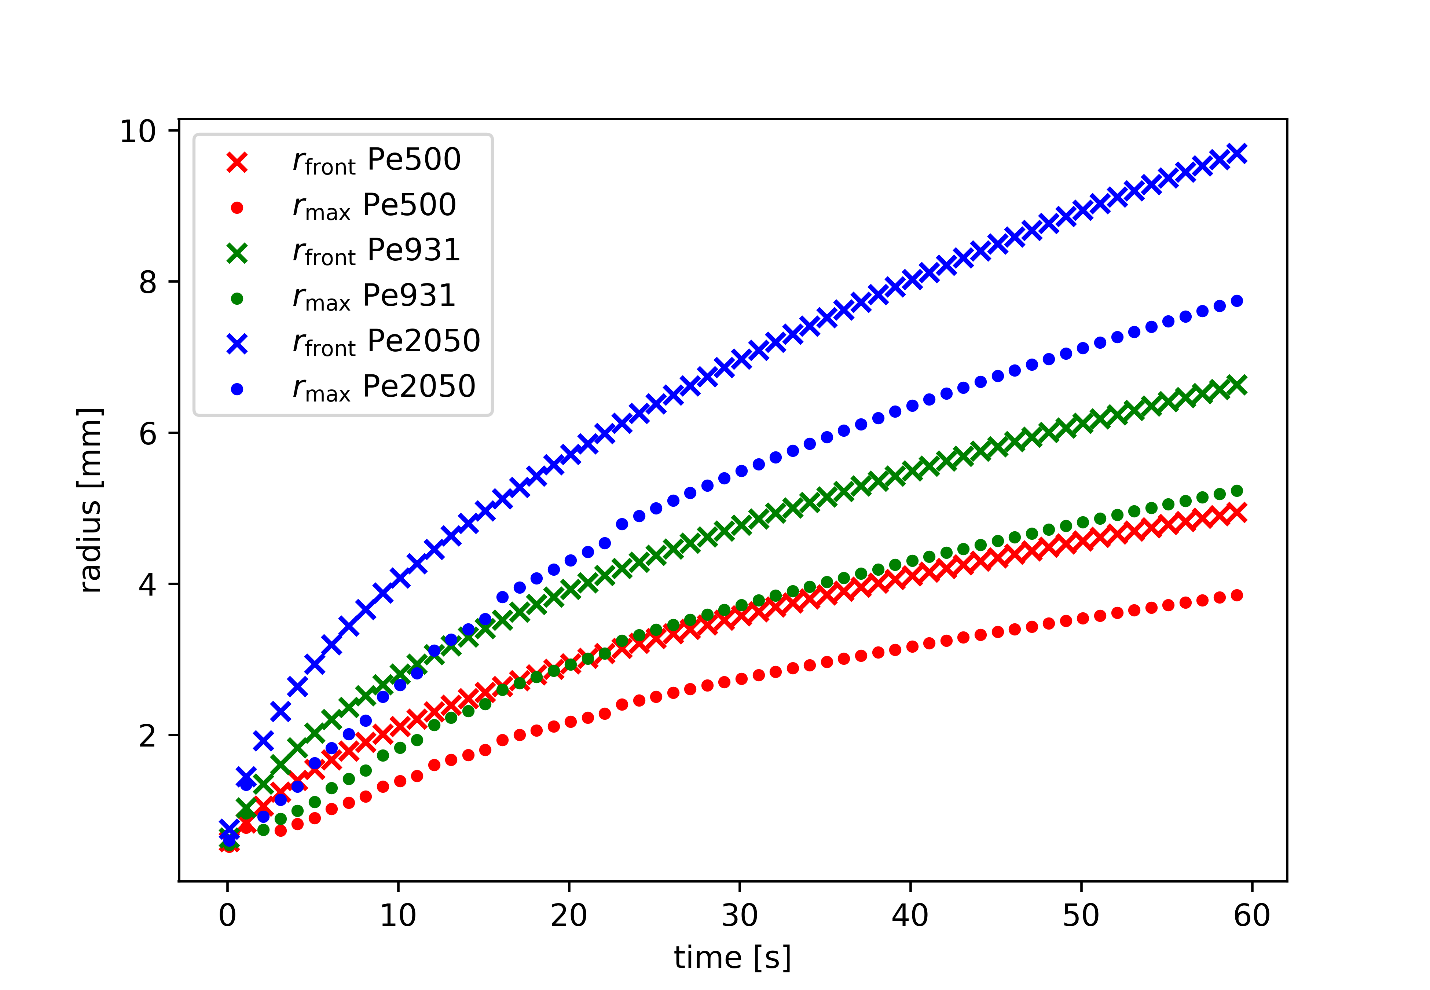 10
8
6
4
2
radius [mm]
r_front Pe500
r_max Pe500
r_front Pe931
r_max Pe931
r_front Pe2050
r_max Pe2050
0 10 20 30 40 50 60
time [s]